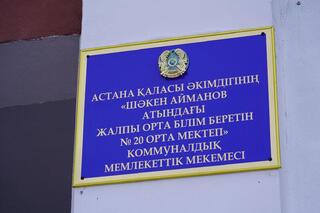 АСТАНА ҚАЛАСЫ ӘКІМДІГІНІҢ
«ШӘКЕН АЙМАНОВ
АТЫНДАҒЫ
ЖАЛПЫ ОРТА БІЛІМ БЕРЕТІН
№ 20 ОРТА МЕКТЕП»
КОММУНАЛДЫҚ
МЕМЛЕКЕТТІК МЕКЕМЕСІ